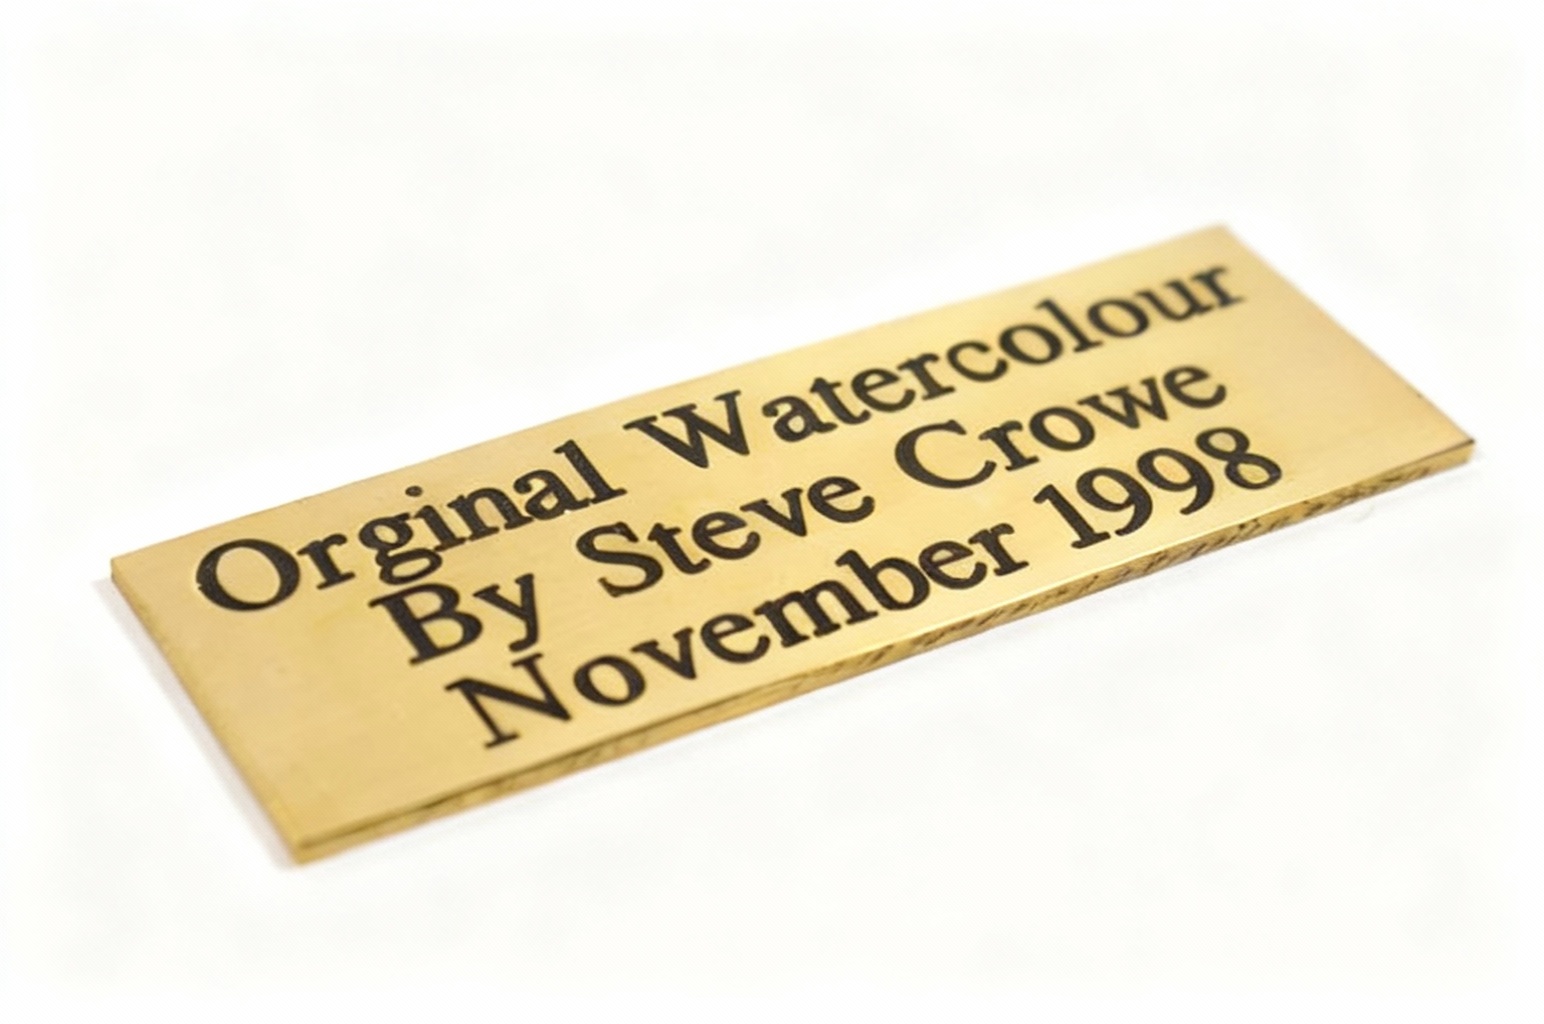 Orginal Watercolour
By Steve Crowe
November 1998